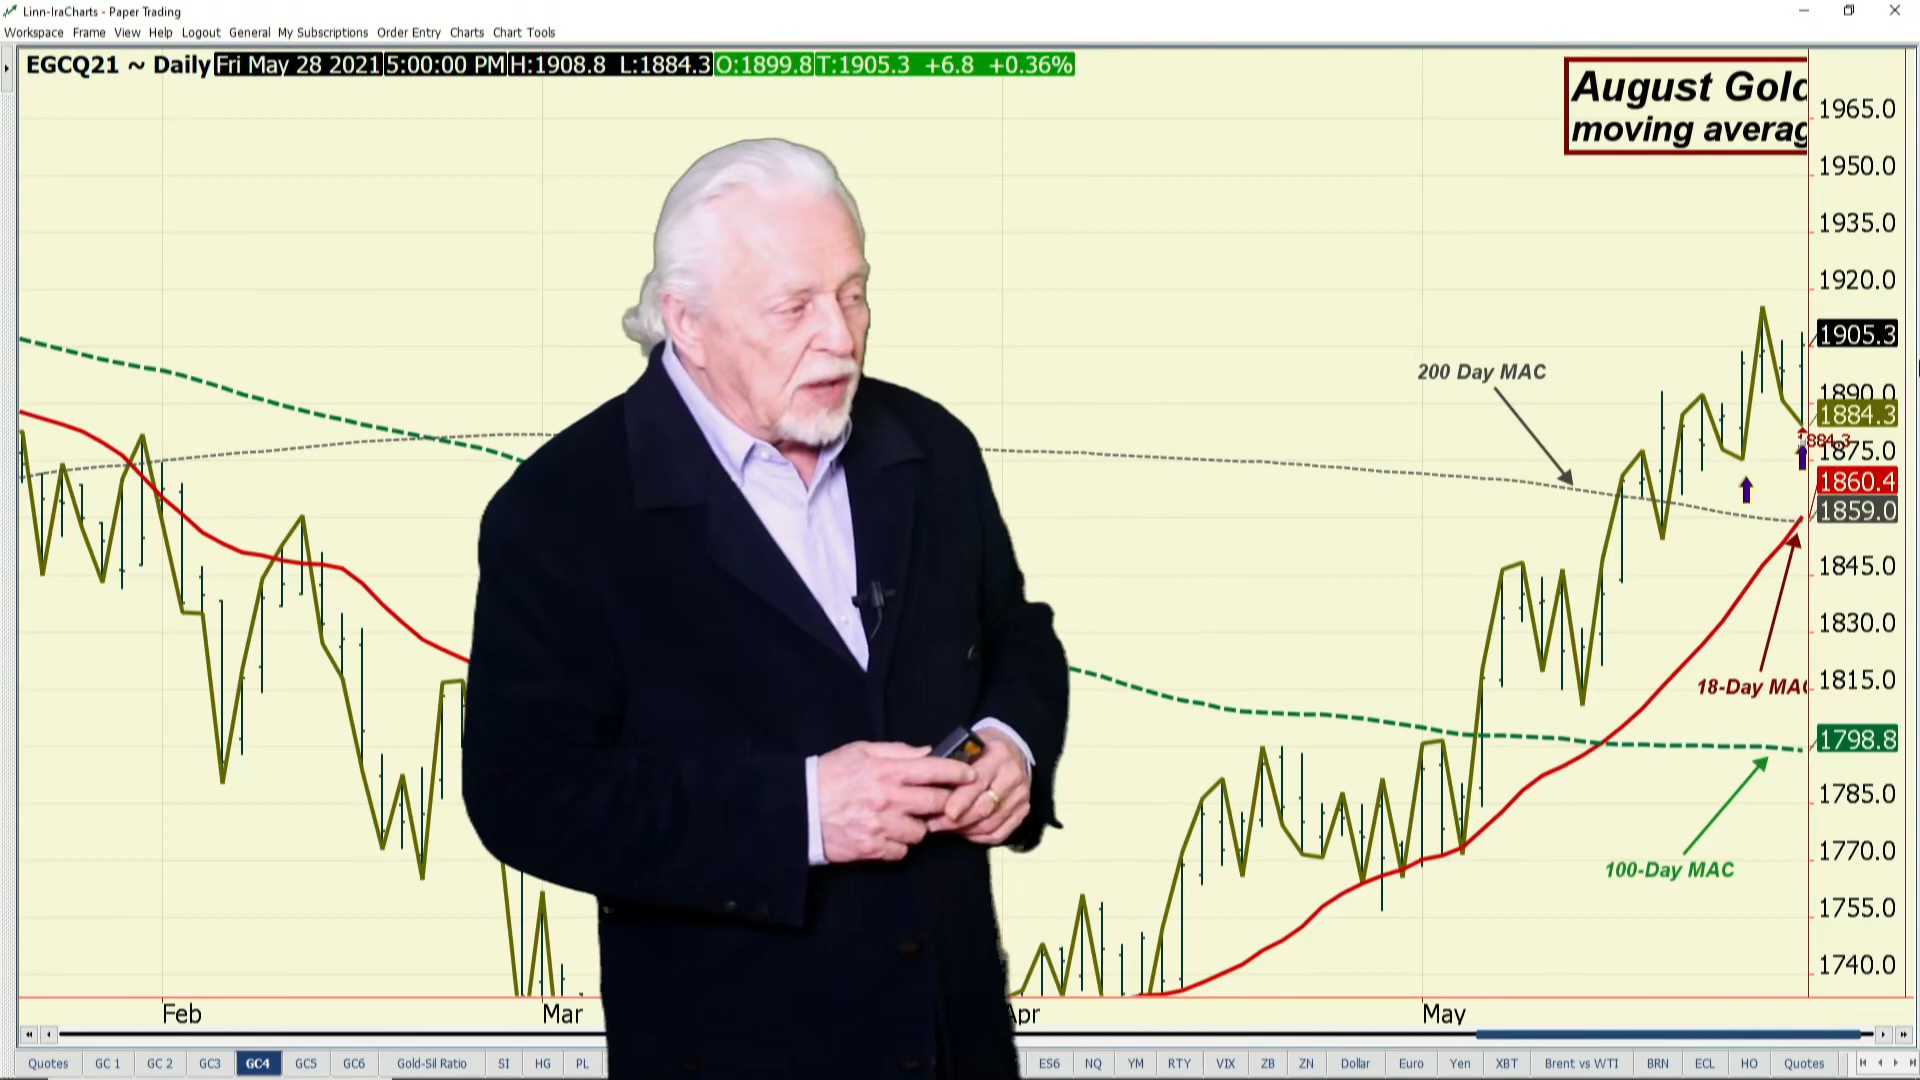 Linn-IraCharts - Paper Trading
Workspace Frame View Help Logout General My Subscriptions Order Entry Charts Chart Tools
EGCQ21 ~ Daily Fri May 28 2021 5:00:00 PM H:1908.8 L:1884.3 O:1899.8 T:1905.3 +6.8 +0.36%
August Gold
moving averag
1965.0
1950.0
1935.0
1920.0
1905.3
200 Day MAC
1890.0
1884.3
1884.3
1875.0
1860.4
1859.0
1845.0
1830.0
1815.0
18-Day MAC
1798.8
1785.0
1770.0
100-Day MAC
1755.0
1740.0
Feb Mar Apr May
Quotes GC 1 GC 2 GC3 GC4 GC5 GC6 Gold-Sil Ratio SI HG PL ES6 NQ YM RTY VIX ZB ZN Dollar Euro Yen XBT Brent vs WTI BRN ECL HO Quotes